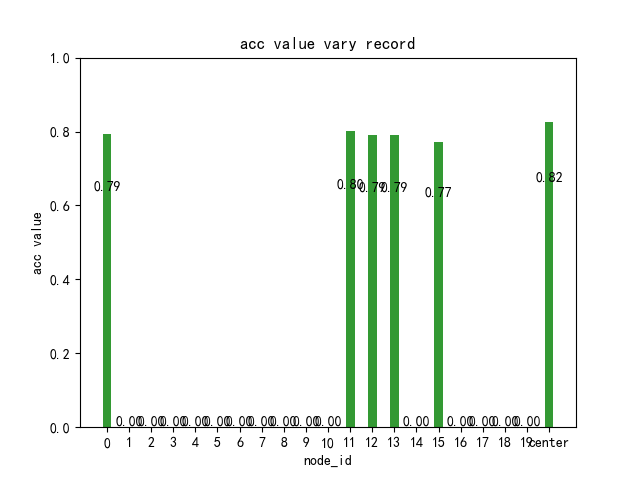 acc value vary record
1.0
0.8
0.6
0.4
0.2
0.0
acc value
0.79 0.00 0.00 0.00 0.00 0.00 0.00 0.00 0.00 0.00 0.00 0.80 0.79 0.79 0.00 0.77 0.00 0.00 0.00 0.00 0.82
0 1 2 3 4 5 6 7 8 9 10 11 12 13 14 15 16 17 18 19 center
node_id